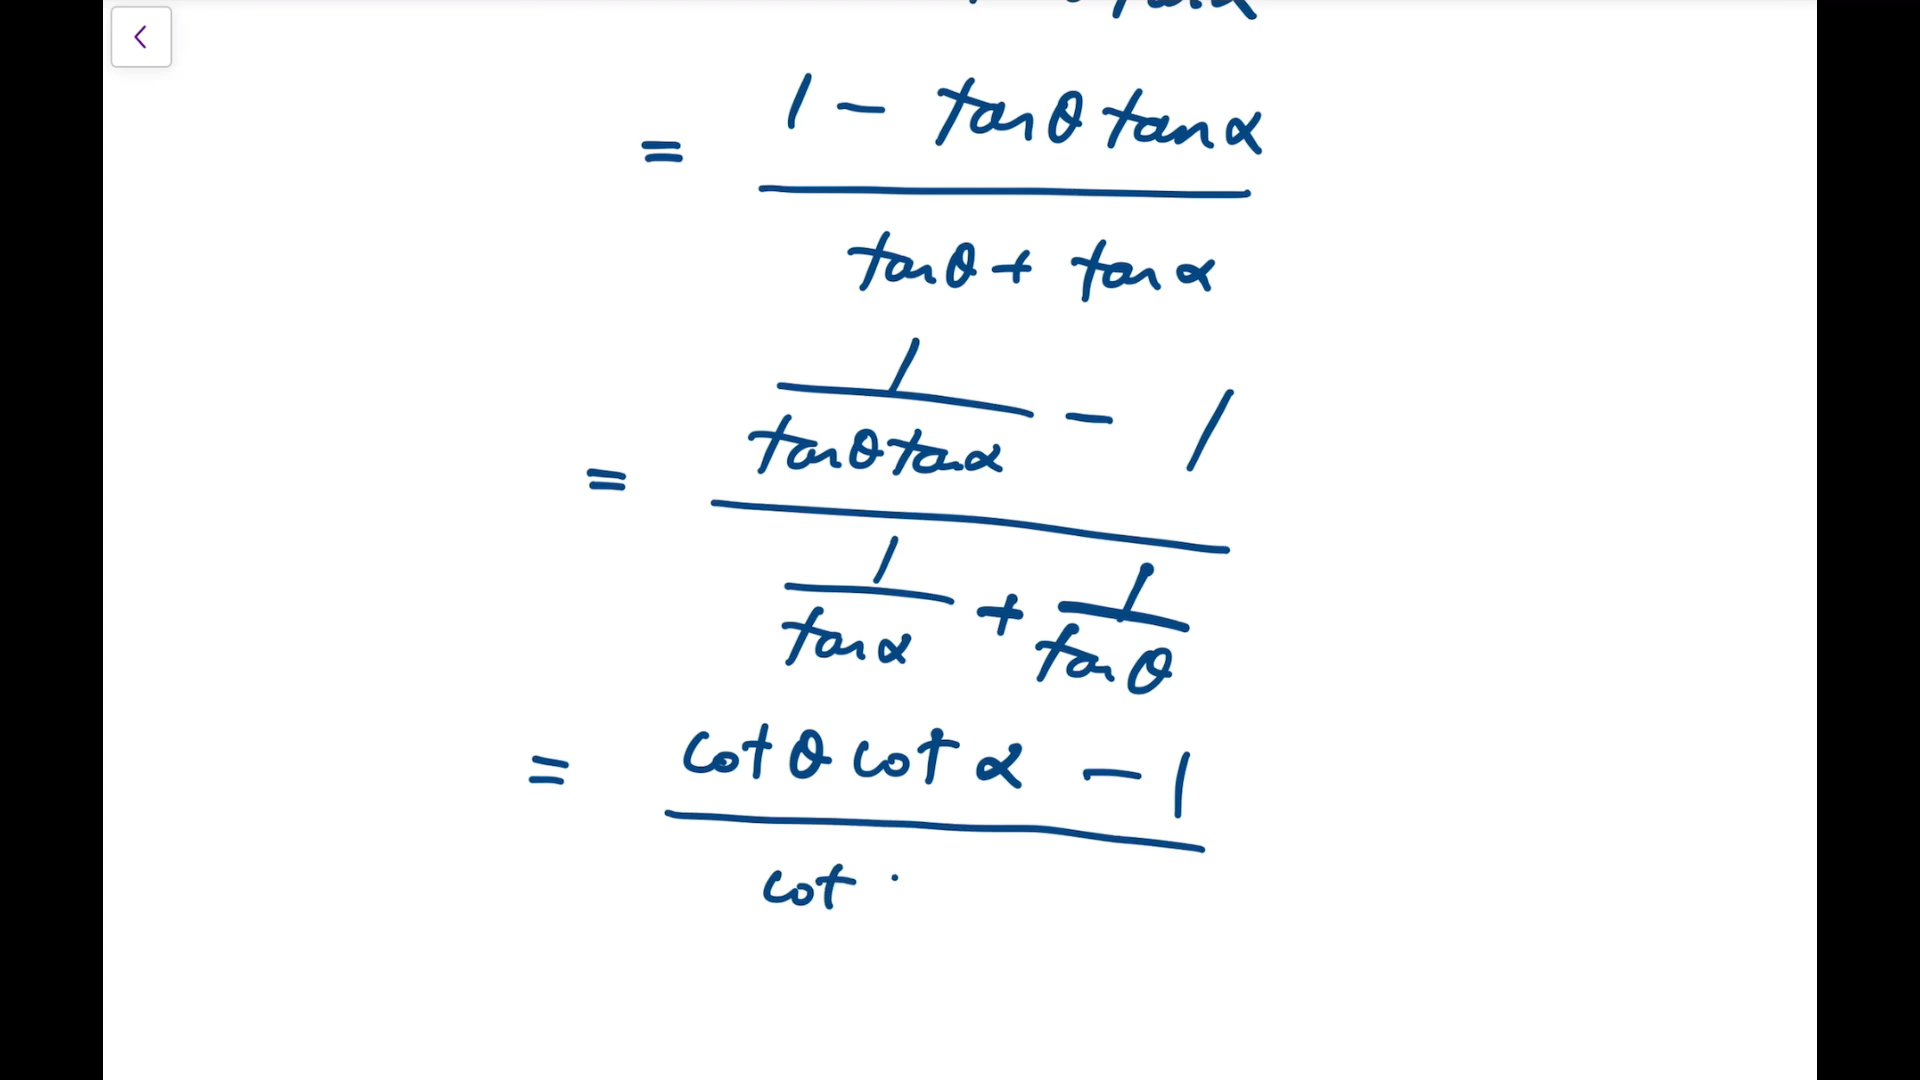 = (1 - tanθ tanα) / (tanθ + tanα)
= (1/(tanθ tanα) - 1) / (1/tanα + 1/tanθ)
= (cotθ cotα - 1) / (cot